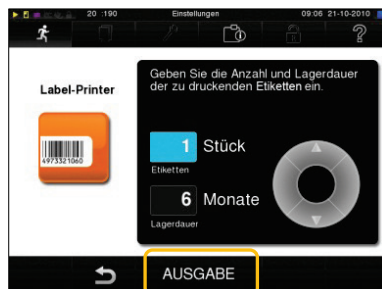 20 :190 Einstellungen 09:06 21-10-2010
Label-Printer
4973321060
Geben Sie die Anzahl und Lagerdauer
der zu druckenden Etiketten ein.
1 Stück
Etiketten
6 Monate
Lagerdauer
AUSGABE